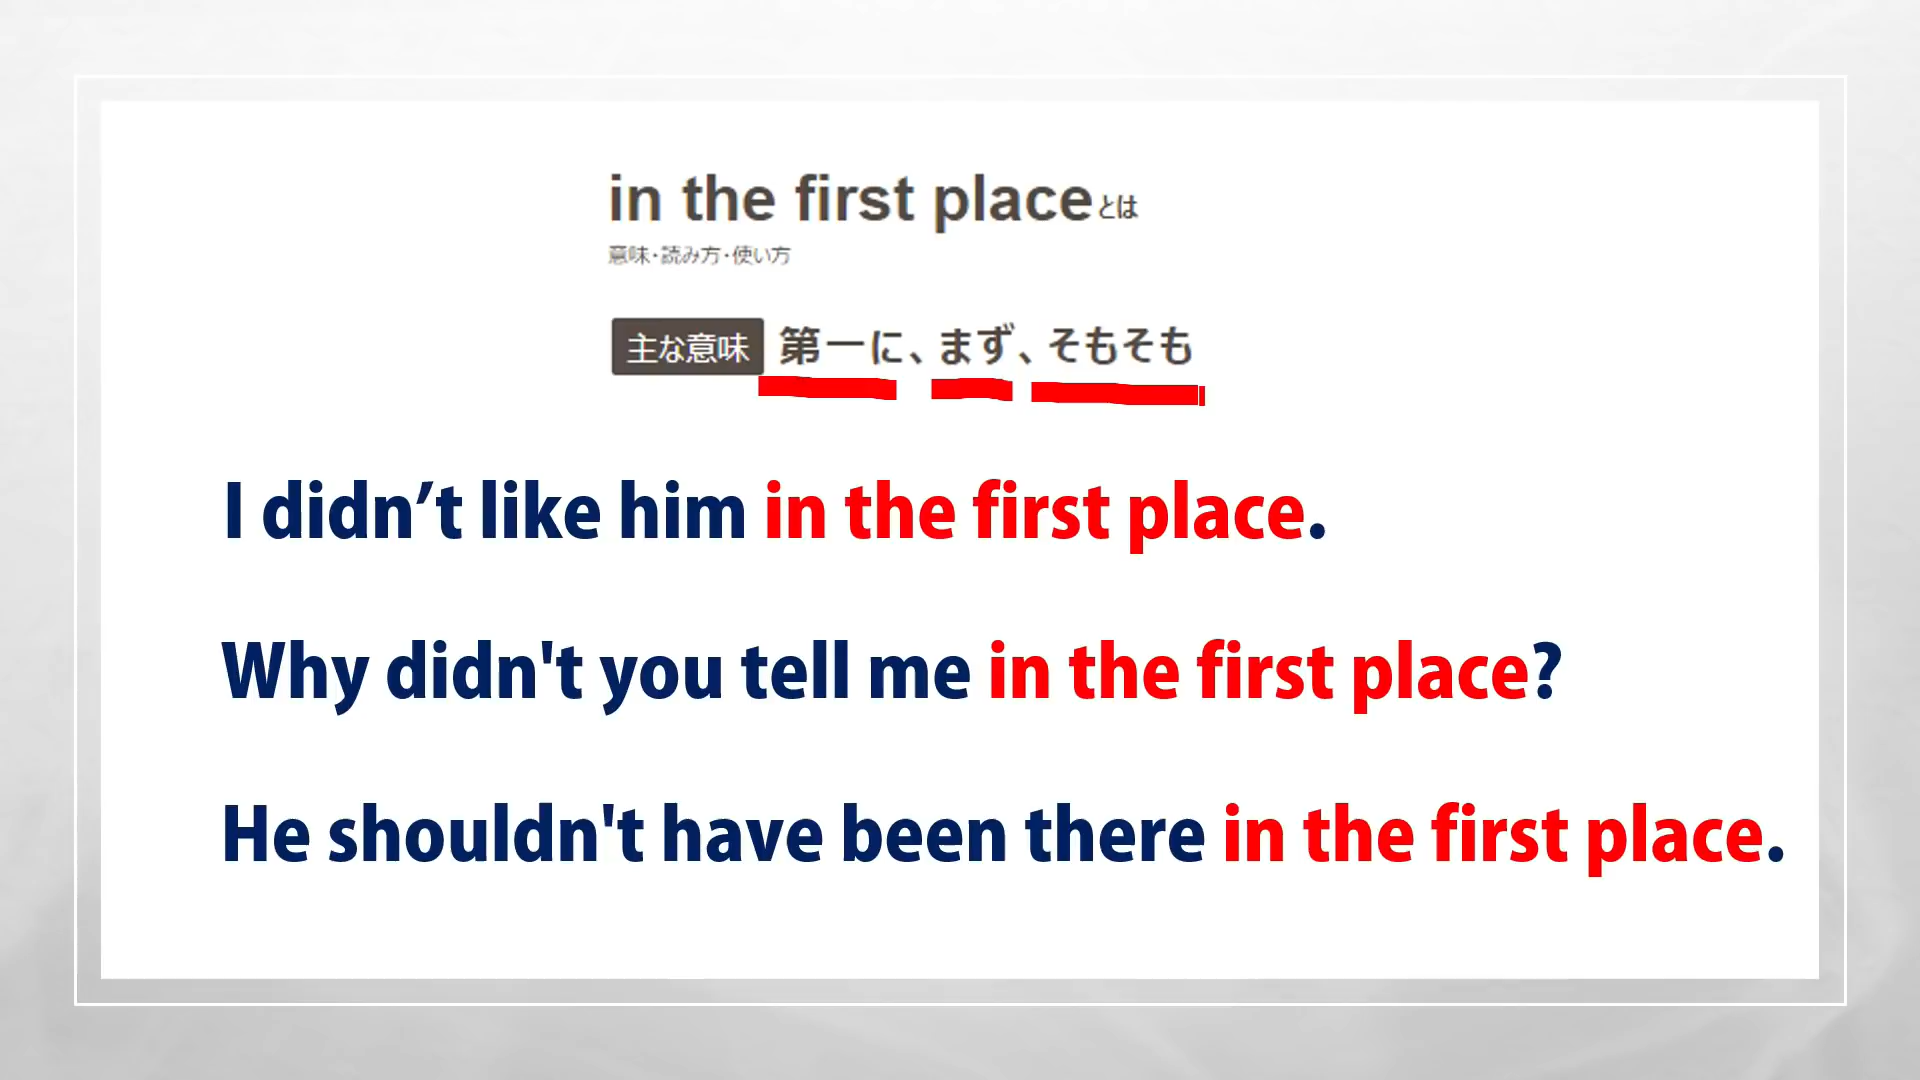 in the first placeとは
意味・読み方・使い方
主な意味 第一に、まず、そもそも
I didn’t like him in the first place.
Why didn't you tell me in the first place?
He shouldn't have been there in the first place.